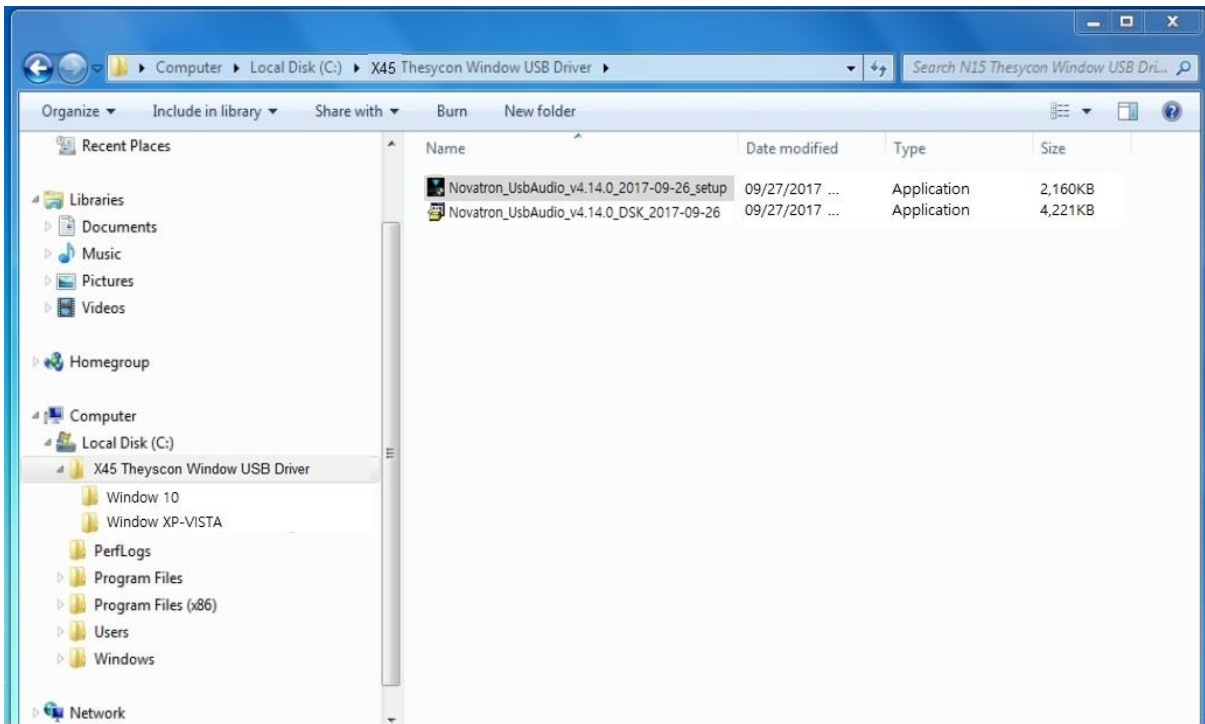 Computer Local Disk (C:) X45 Thesycon Window USB Driver Search N15 Thesycon Window USB Dri...
Organize Include in library Share with Burn New folder
Recent Places
Libraries
Documents
Music
Pictures
Videos
Homegroup
Computer
Local Disk (C:)
X45 Theyscon Window USB Driver
Window 10
Window XP-VISTA
PerfLogs
Program Files
Program Files (x86)
Users
Windows
Network
Name Date modified Type Size
Novatron_UsbAudio_v4.14.0_2017-09-26_setup 09/27/2017 ... Application 2,160KB
Novatron_UsbAudio_v4.14.0_DSK_2017-09-26 09/27/2017 ... Application 4,221KB